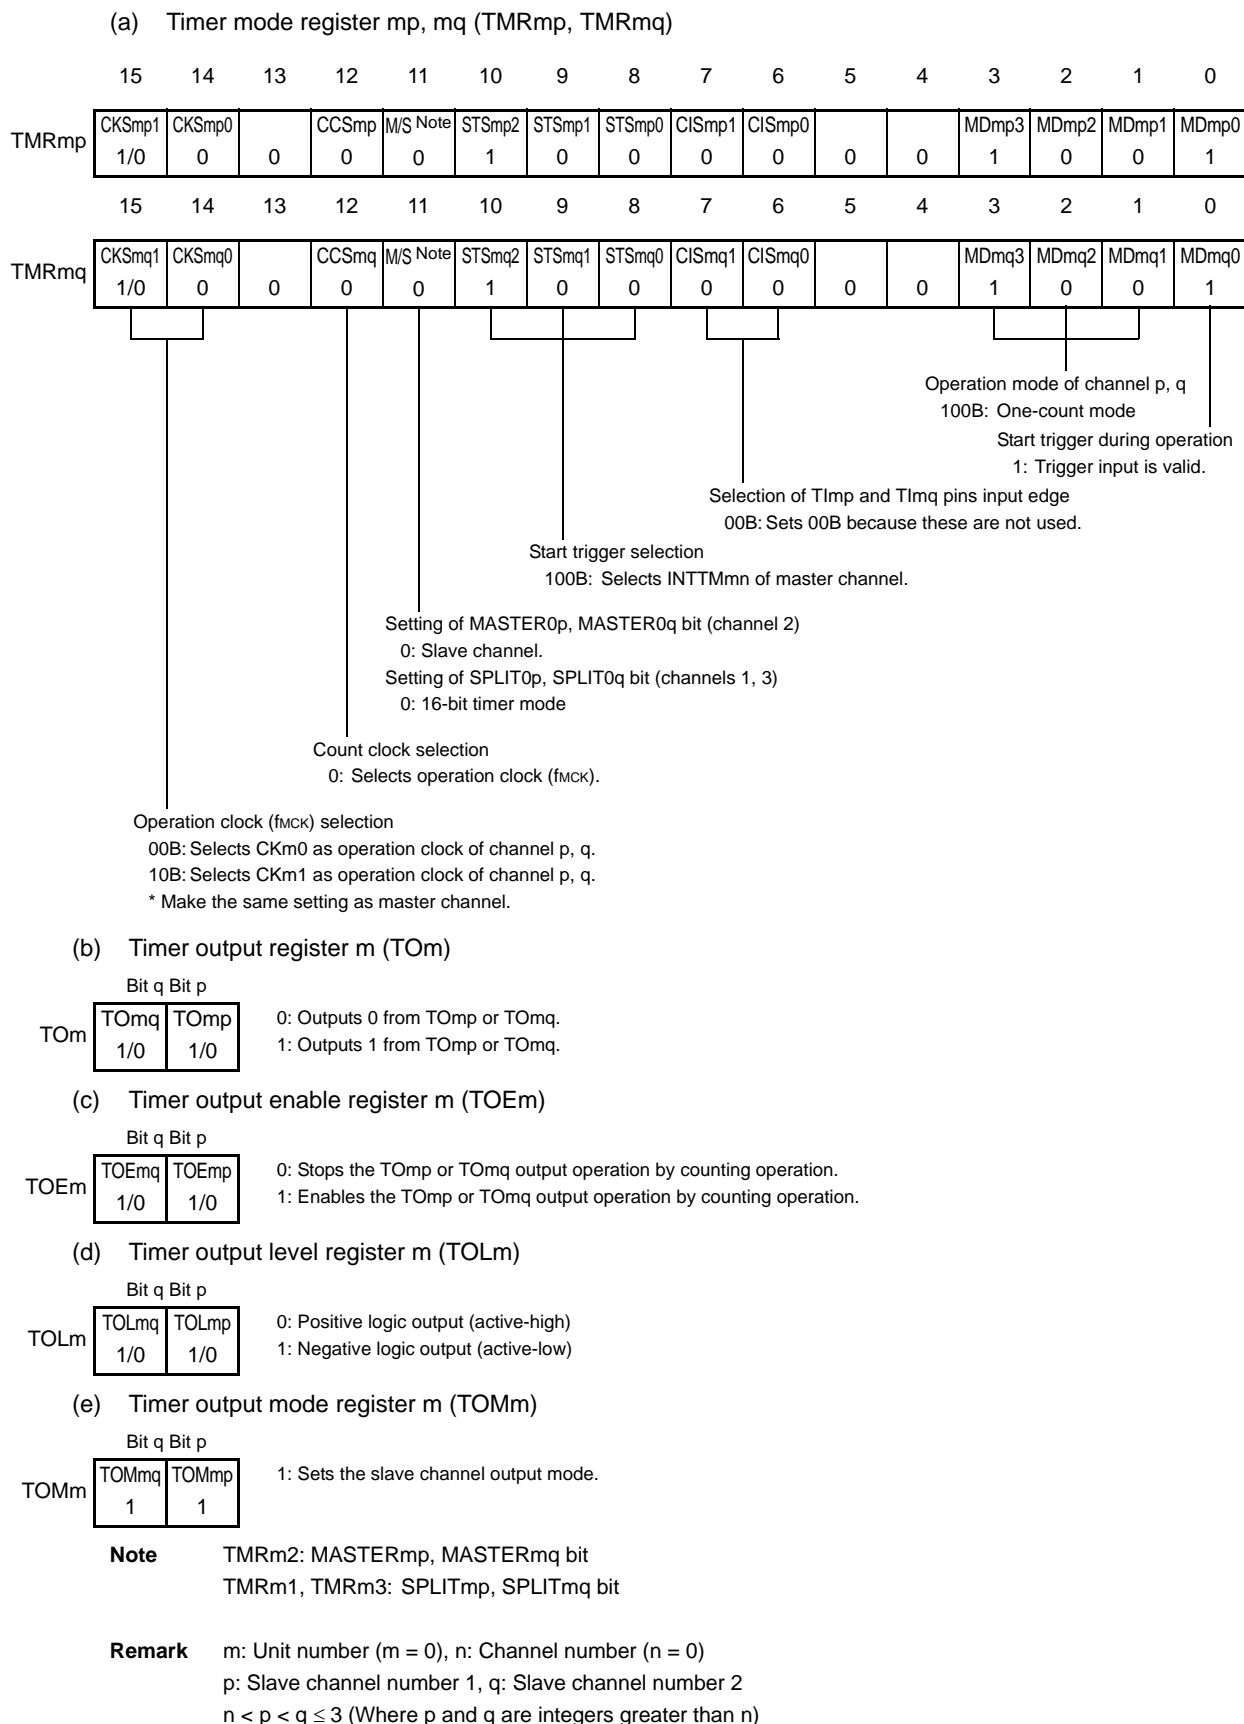 (a) Timer mode register mp, mq (TMRmp, TMRmq)
15 14 13 12 11 10 9 8 7 6 5 4 3 2 1 0
TMRmp CKSmp1 CKSmp0 CCSmp M/S Note STSmp2 STSmp1 STSmp0 CISmp1 CISmp0 MDmp3 MDmp2 MDmp1 MDmp0
1/0 0 0 0 0 1 0 0 0 0 0 0 1 0 0 1
15 14 13 12 11 10 9 8 7 6 5 4 3 2 1 0
TMRmq CKSmq1 CKSmq0 CCSmq M/S Note STSmq2 STSmq1 STSmq0 CISmq1 CISmq0 MDmq3 MDmq2 MDmq1 MDmq0
1/0 0 0 0 0 1 0 0 0 0 0 0 1 0 0 1
Operation mode of channel p, q
100B: One-count mode
Start trigger during operation
1: Trigger input is valid.
Selection of TImp and TImq pins input edge
00B: Sets 00B because these are not used.
Start trigger selection
100B: Selects INTTMmn of master channel.
Setting of MASTER0p, MASTER0q bit (channel 2)
0: Slave channel.
Setting of SPLIT0p, SPLIT0q bit (channels 1, 3)
0: 16-bit timer mode
Count clock selection
0: Selects operation clock (fMCK).
Operation clock (fMCK) selection
00B: Selects CKm0 as operation clock of channel p, q.
10B: Selects CKm1 as operation clock of channel p, q.
* Make the same setting as master channel.
(b) Timer output register m (TOm)
Bit q Bit p
TOm TOmq TOmp
1/0 1/0
0: Outputs 0 from TOmp or TOmq.
1: Outputs 1 from TOmp or TOmq.
(c) Timer output enable register m (TOEm)
Bit q Bit p
TOEm TOEmq TOEmp
1/0 1/0
0: Stops the TOmp or TOmq output operation by counting operation.
1: Enables the TOmp or TOmq output operation by counting operation.
(d) Timer output level register m (TOLm)
Bit q Bit p
TOLm TOLmq TOLmp
1/0 1/0
0: Positive logic output (active-high)
1: Negative logic output (active-low)
(e) Timer output mode register m (TOMm)
Bit q Bit p
TOMm TOMmq TOMmp
1 1
1: Sets the slave channel output mode.
Note TMRm2: MASTERmp, MASTERmq bit
TMRm1, TMRm3: SPLITmp, SPLITmq bit
Remark m: Unit number (m = 0), n: Channel number (n = 0)
p: Slave channel number 1, q: Slave channel number 2
n < p < q ≤ 3 (Where p and q are integers greater than n)